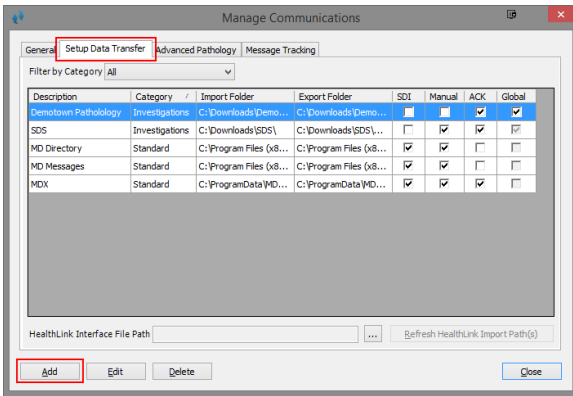 Manage Communications
General Setup Data Transfer Advanced Pathology Message Tracking
Filter by Category All
Description Category / Import Folder Export Folder SDI Manual ACK Global
Demotown Patholology Investigations C:\Downloads\Demo... C:\Downloads\Demo...
SDS Investigations C:\Downloads\SDS\ C:\Downloads\SDS\,...
MD Directory Standard C:\Program Files (x8... C:\Program Files (x8...
MD Messages Standard C:\Program Files (x8... C:\Program Files (x8...
MDX Standard C:\ProgramData\MD... C:\ProgramData\MD...
HealthLink Interface File Path ... Refresh HealthLink Import Path(s)
Add Edit Delete Close